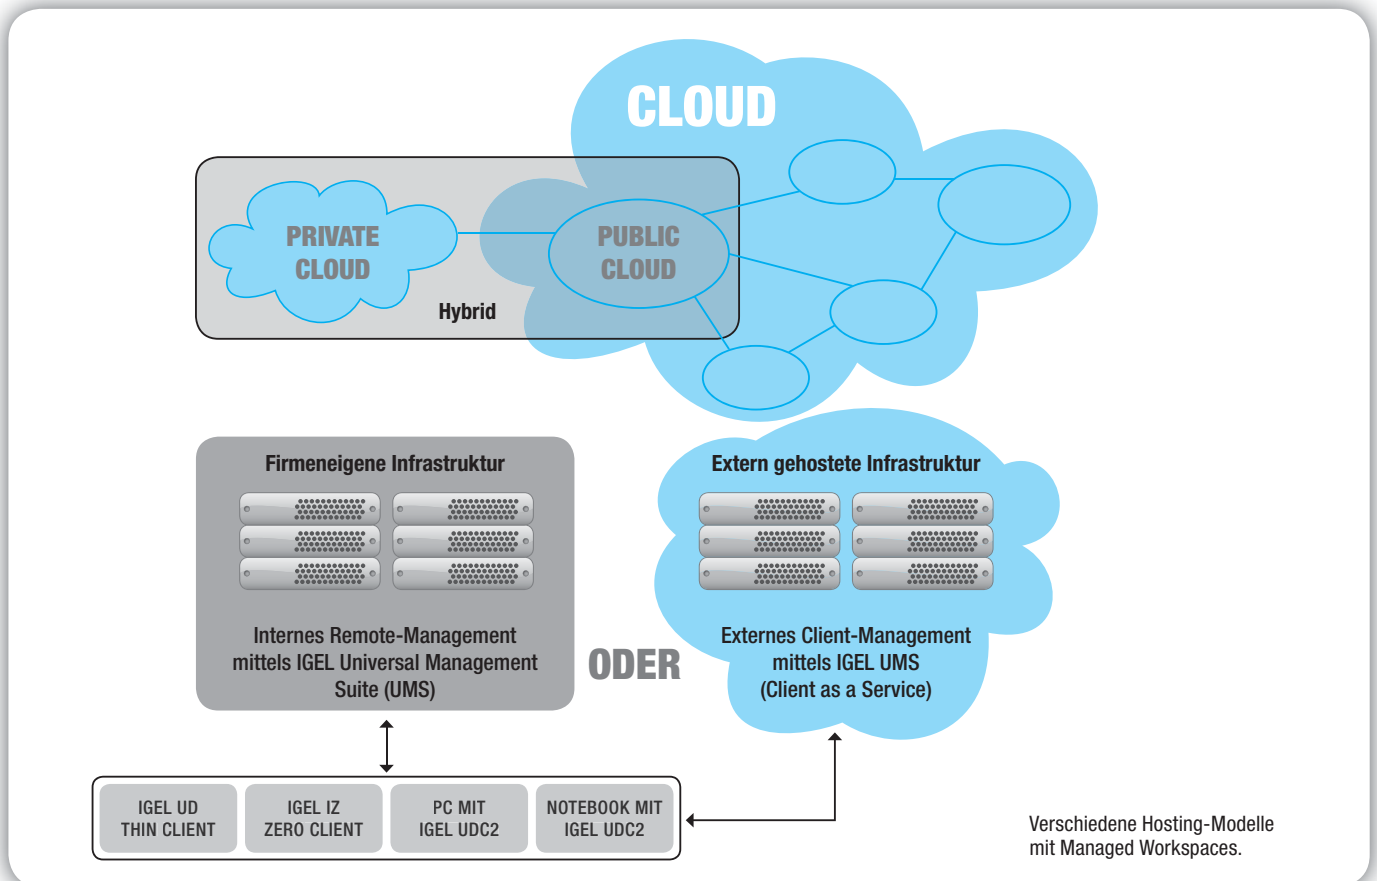 CLOUD
PRIVATE
CLOUD
PUBLIC
CLOUD
Hybrid
Firmeneigene Infrastruktur
Internes Remote-Management
mittels IGEL Universal Management
Suite (UMS)
ODER
Extern gehostete Infrastruktur
Externes Client-Management
mittels IGEL UMS
(Client as a Service)
IGEL UD
THIN CLIENT
IGEL IZ
ZERO CLIENT
PC MIT
IGEL UDC2
NOTEBOOK MIT
IGEL UDC2
Verschiedene Hosting-Modelle
mit Managed Workspaces.